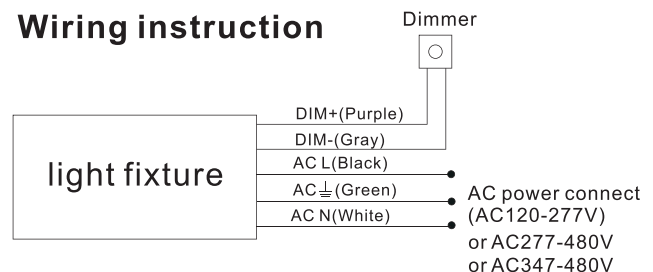 Wiring instruction
Dimmer
DIM+(Purple)
DIM-(Gray)
light fixture
AC L(Black)
AC⏚(Green)
AC N(White)
AC power connect
(AC120-277V)
or AC277-480V
or AC347-480V